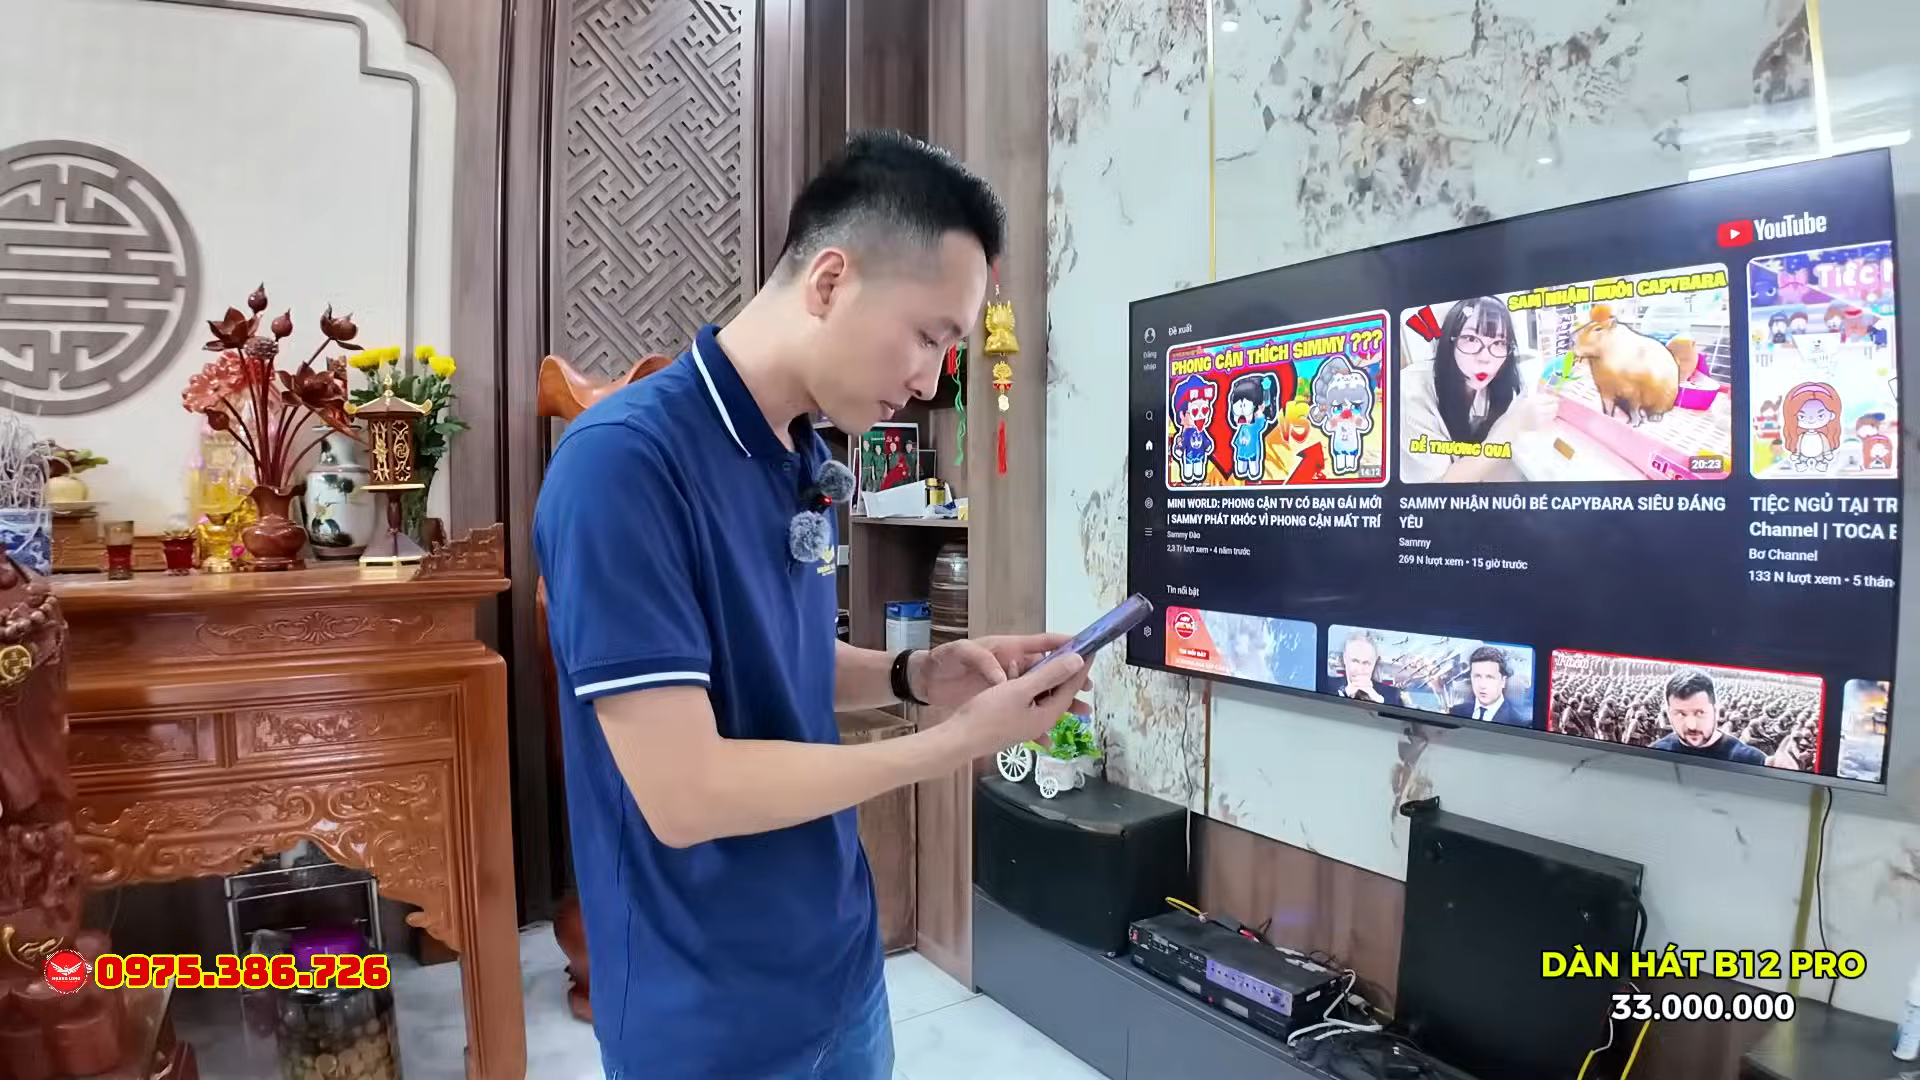 YouTube
Đề xuất
Đăng nhập
PHONG CẬN THÍCH SIMMY ???
14:12
SAM NHẬN NUÔI CAPYBARA
DỄ THƯƠNG QUÁ
20:23
MINI WORLD: PHONG CẬN TV CÓ BẠN GÁI MỚI
| SAMMY PHÁT KHÓC VÌ PHONG CẬN MẤT TRÍ
Sammy Đào
2,3 Tr lượt xem • 4 năm trước
SAMMY NHẬN NUÔI BÉ CAPYBARA SIÊU ĐÁNG
YÊU
Sammy
269 N lượt xem • 15 giờ trước
TIỆC NGỦ TẠI TR
Channel | TOCA B
Bơ Channel
133 N lượt xem • 5 thán
Tin nổi bật
0975.386.726
DÀN HÁT B12 PRO
33.000.000